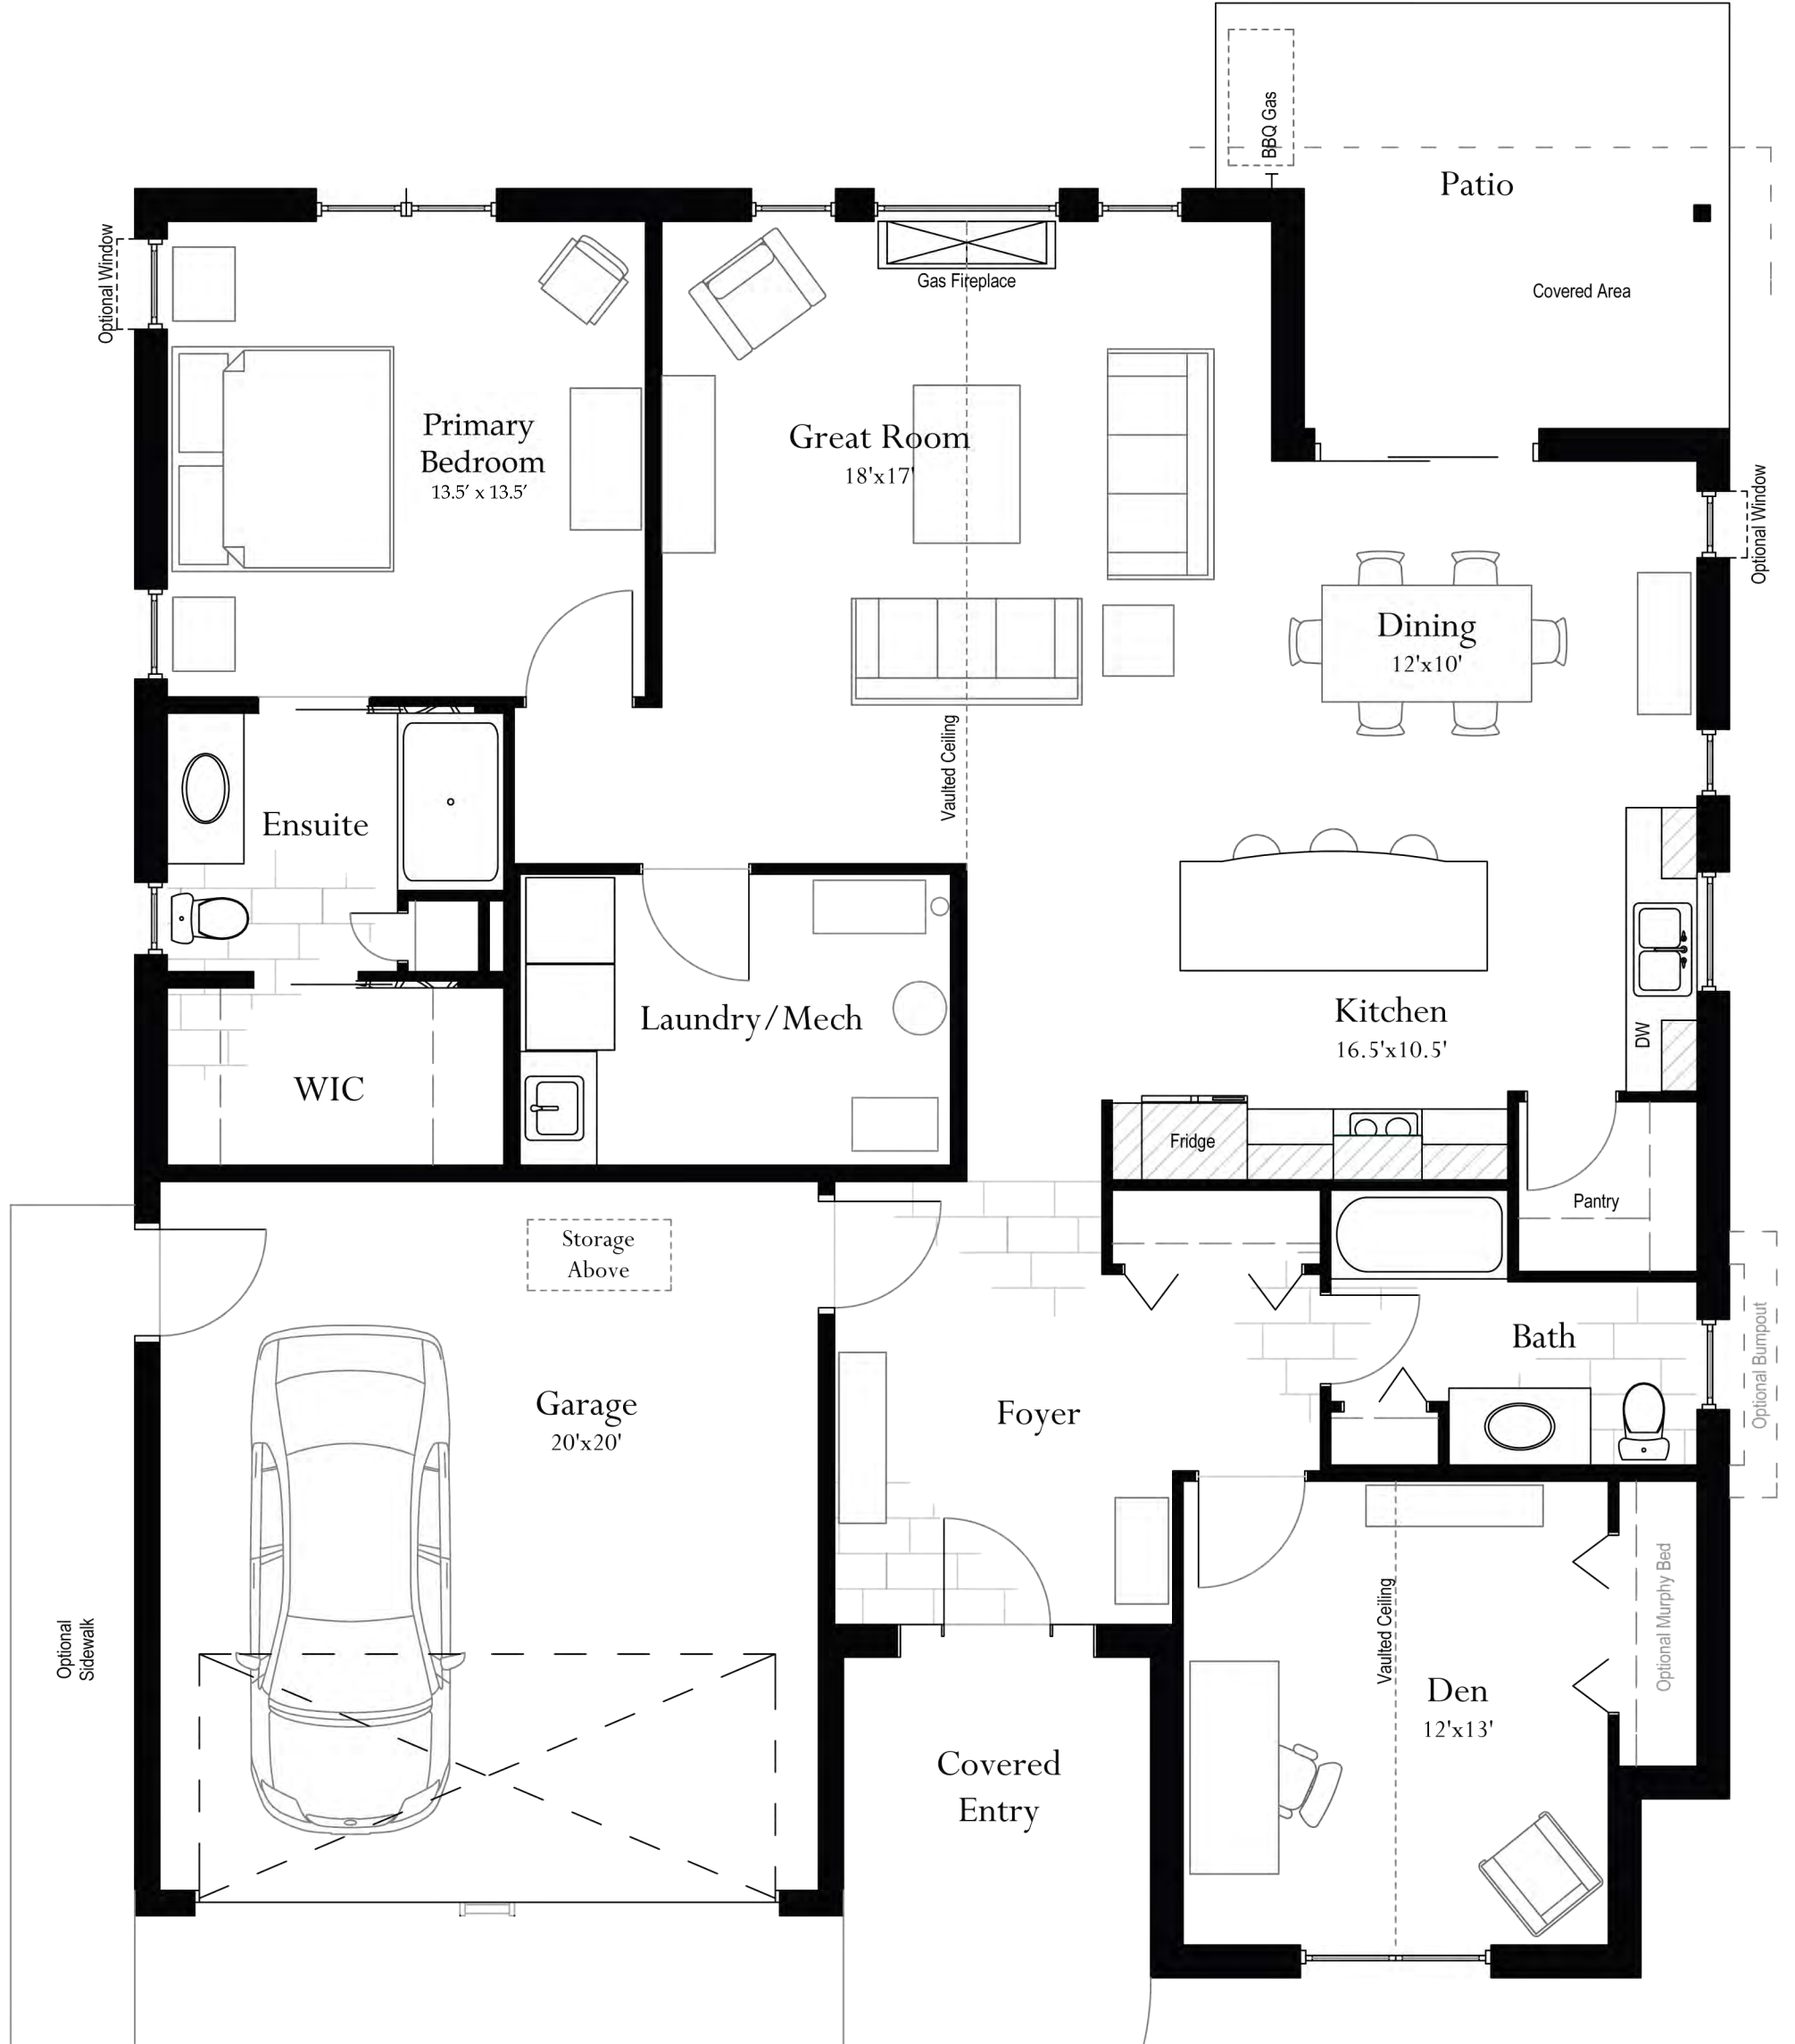 BBQ Gas
Patio
Covered Area
Optional Window
Gas Fireplace
Primary
Bedroom
13.5' x 13.5'
Great Room
18'x17'
Optional Window
Dining
12'x10'
Vaulted Ceiling
Ensuite
Laundry/Mech
Kitchen
16.5'x10.5'
DW
WIC
Fridge
Pantry
Storage
Above
Bath
Optional Bumpout
Garage
20'x20'
Foyer
Optional
Sidewalk
Vaulted Ceiling
Optional Murphy Bed
Den
12'x13'
Covered
Entry